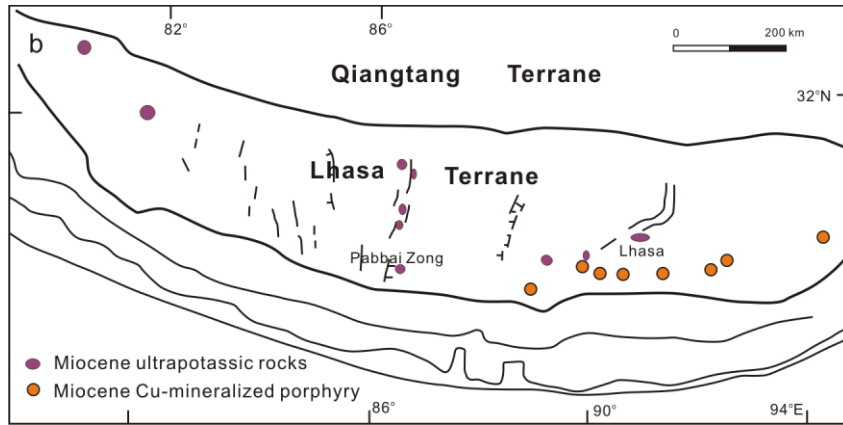 82° 86°
b
0 200 km
Qiangtang Terrane
32°N
Lhasa Terrane
Lhasa
Pabbai Zong
Miocene ultrapotassic rocks
Miocene Cu-mineralized porphyry
86° 90° 94°E